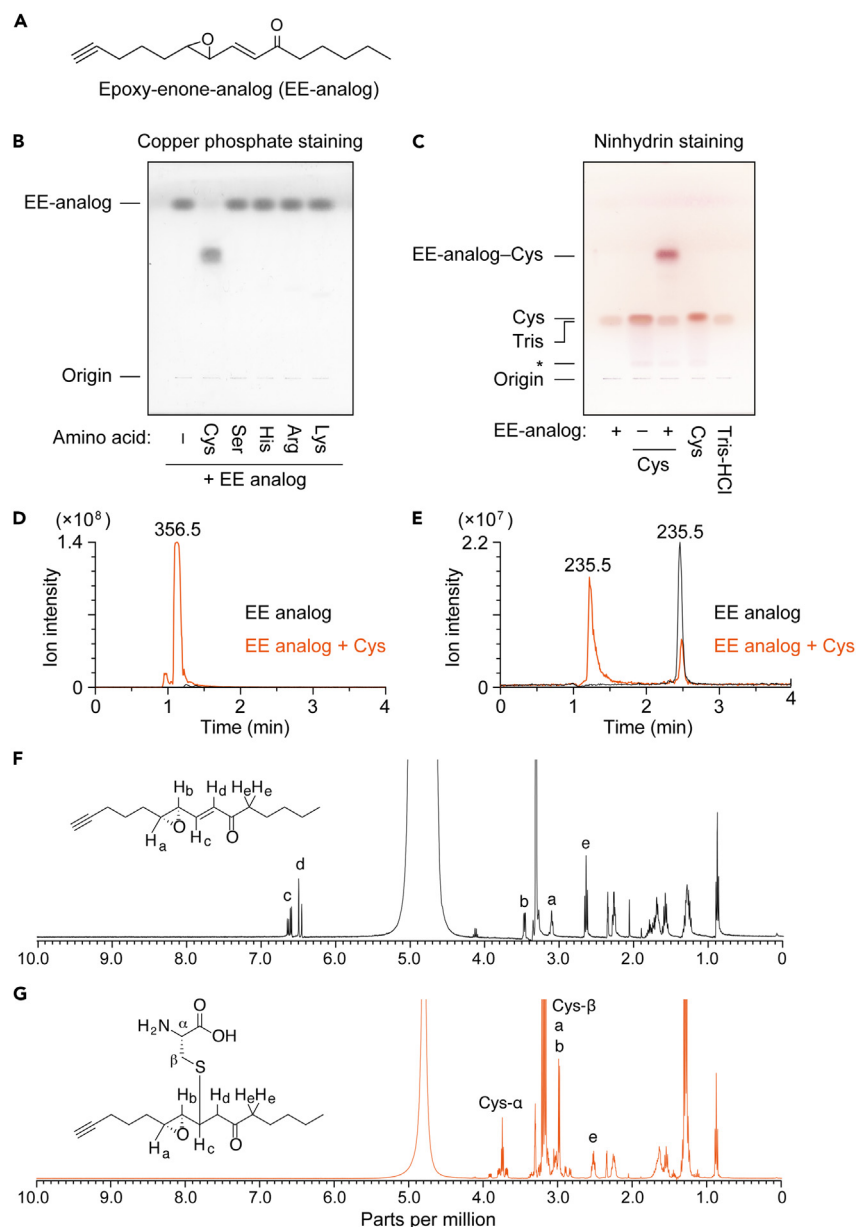 A
O
O
Epoxy-enone-analog (EE-analog)
B
Copper phosphate staining
EE-analog
Origin
Amino acid:
–
Cys
Ser
His
Arg
Lys
+ EE analog
C
Ninhydrin staining
EE-analog–Cys
Cys
Tris
*
Origin
EE-analog:
+
–
+
Cys
Cys
Tris-HCl
D
(×10⁸)
356.5
1.4
Ion intensity
EE analog
EE analog + Cys
0
0 1 2 3 4
Time (min)
E
(×10⁷)
235.5
2.2
235.5
Ion intensity
EE analog
EE analog + Cys
0
0 1 2 3 4
Time (min)
F
Hb Hd HeHe
Ha O Hc O
c
d
b
a
e
10.0 9.0 8.0 7.0 6.0 5.0 4.0 3.0 2.0 1.0 0
G
O
H₂N α OH
β S
Hb Hd HeHe
Ha O Hc O
Cys-α
Cys-β
a
b
e
10.0 9.0 8.0 7.0 6.0 5.0 4.0 3.0 2.0 1.0 0
Parts per million